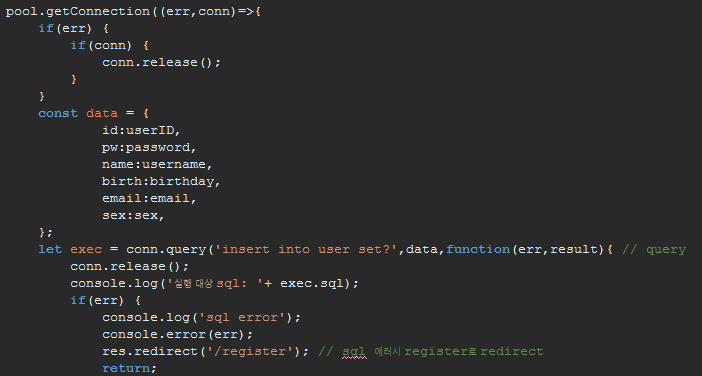 pool.getConnection((err,conn)=>{
    if(err) {
        if(conn) {
            conn.release();
        }
    }
    const data = {
            id:userID,
            pw:password,
            name:username,
            birth:birthday,
            email:email,
            sex:sex,
    };
    let exec = conn.query('insert into user set?',data,function(err,result){ // query
        conn.release();
        console.log('실행 대상 sql: '+ exec.sql);
        if(err) {
            console.log('sql error');
            console.error(err);
            res.redirect('/register'); // sql 에러시 register로 redirect
            return;